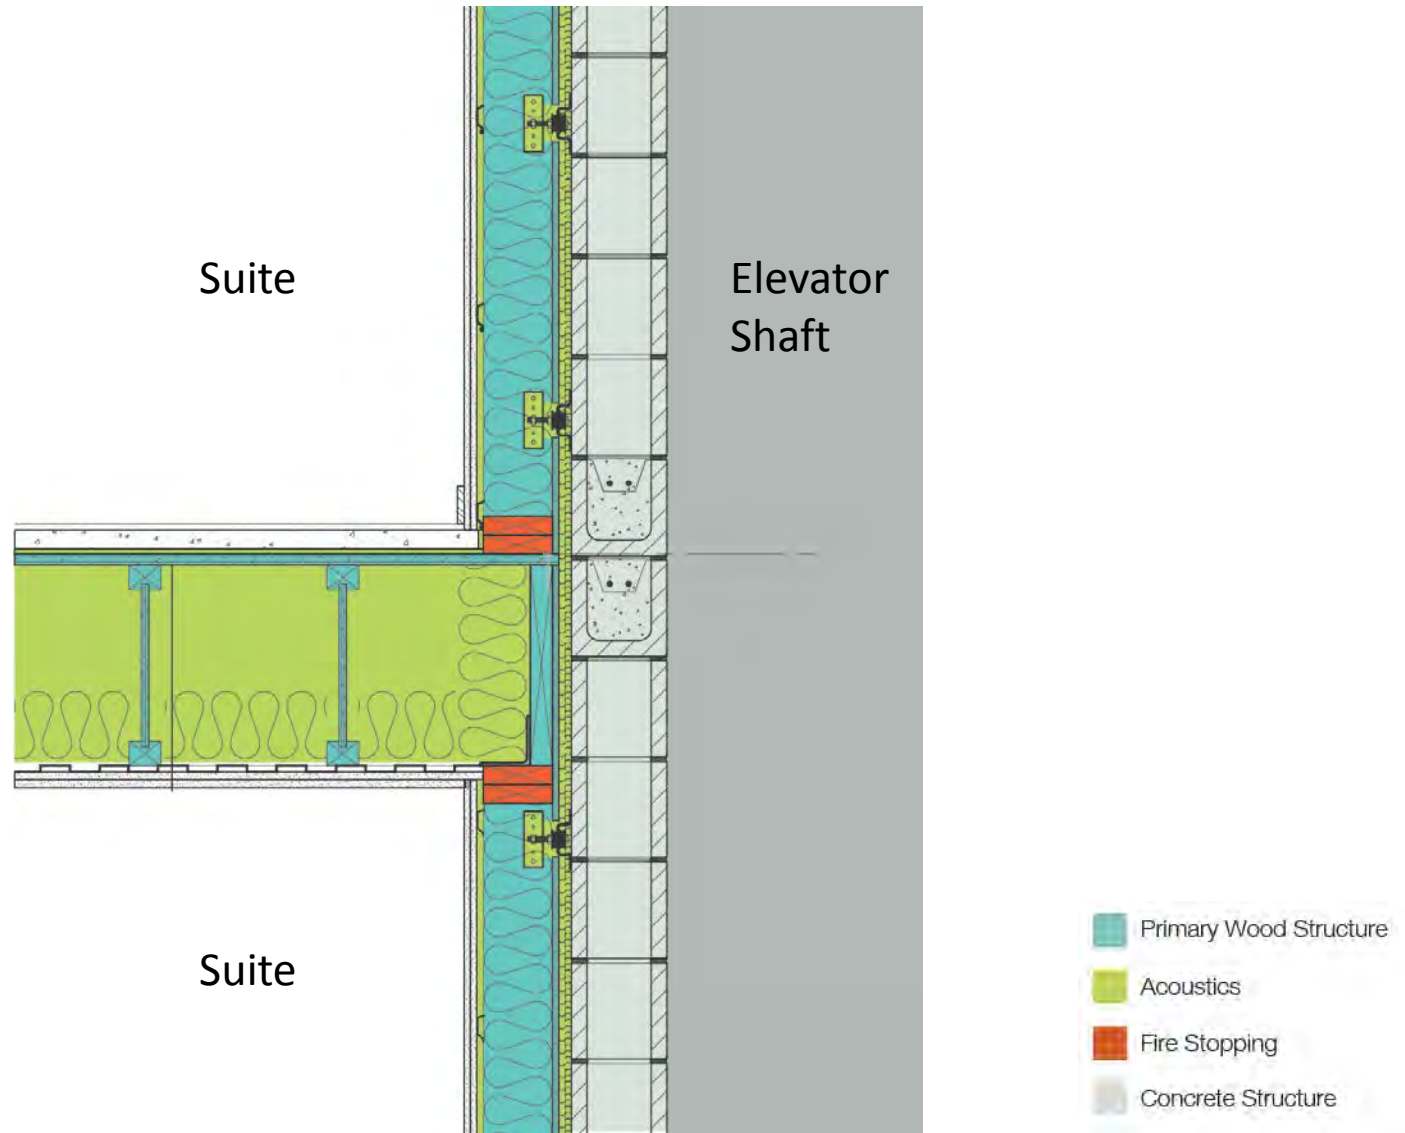 Suite
Elevator
Shaft
Suite
Primary Wood Structure
Acoustics
Fire Stopping
Concrete Structure